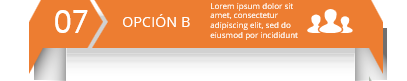 07
OPCIÓN B
Lorem ipsum dolor sit
amet, consectetur
adipiscing elit, sed do
eiusmod por incididunt